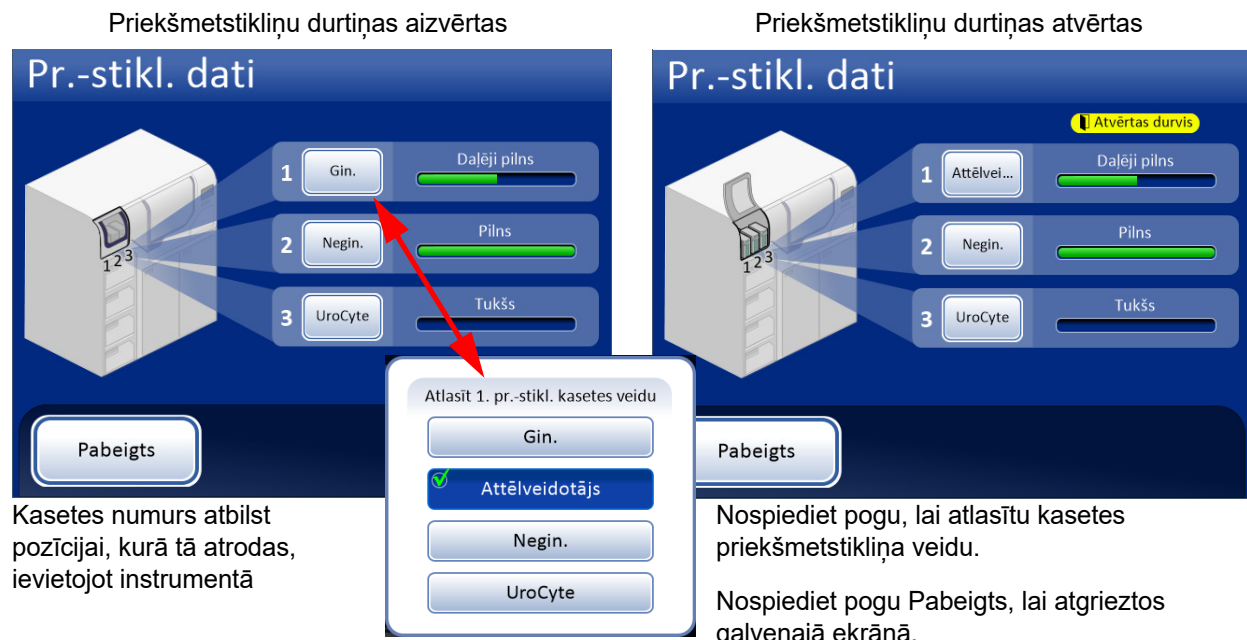 Priekšmetstikliņu durtiņas aizvērtas
Pr.-stikl. dati
1 2 3
1 Gin. Daļēji pilns
2 Negin. Pilns
3 UroCyte Tukšs
Pabeigts
Kasetes numurs atbilst
pozīcijai, kurā tā atrodas,
ievietojot instrumentā
Atlasīt 1. pr.-stikl. kasetes veidu
Gin.
Attēlveidotājs
Negin.
UroCyte
Priekšmetstikliņu durtiņas atvērtas
Pr.-stikl. dati
Atvērtas durvis
1 2 3
1 Attēlvei... Daļēji pilns
2 Negin. Pilns
3 UroCyte Tukšs
Pabeigts
Nospiediet pogu, lai atlasītu kasetes
priekšmetstikliņa veidu.
Nospiediet pogu Pabeigts, lai atgrieztos
galvenajā ekrānā.